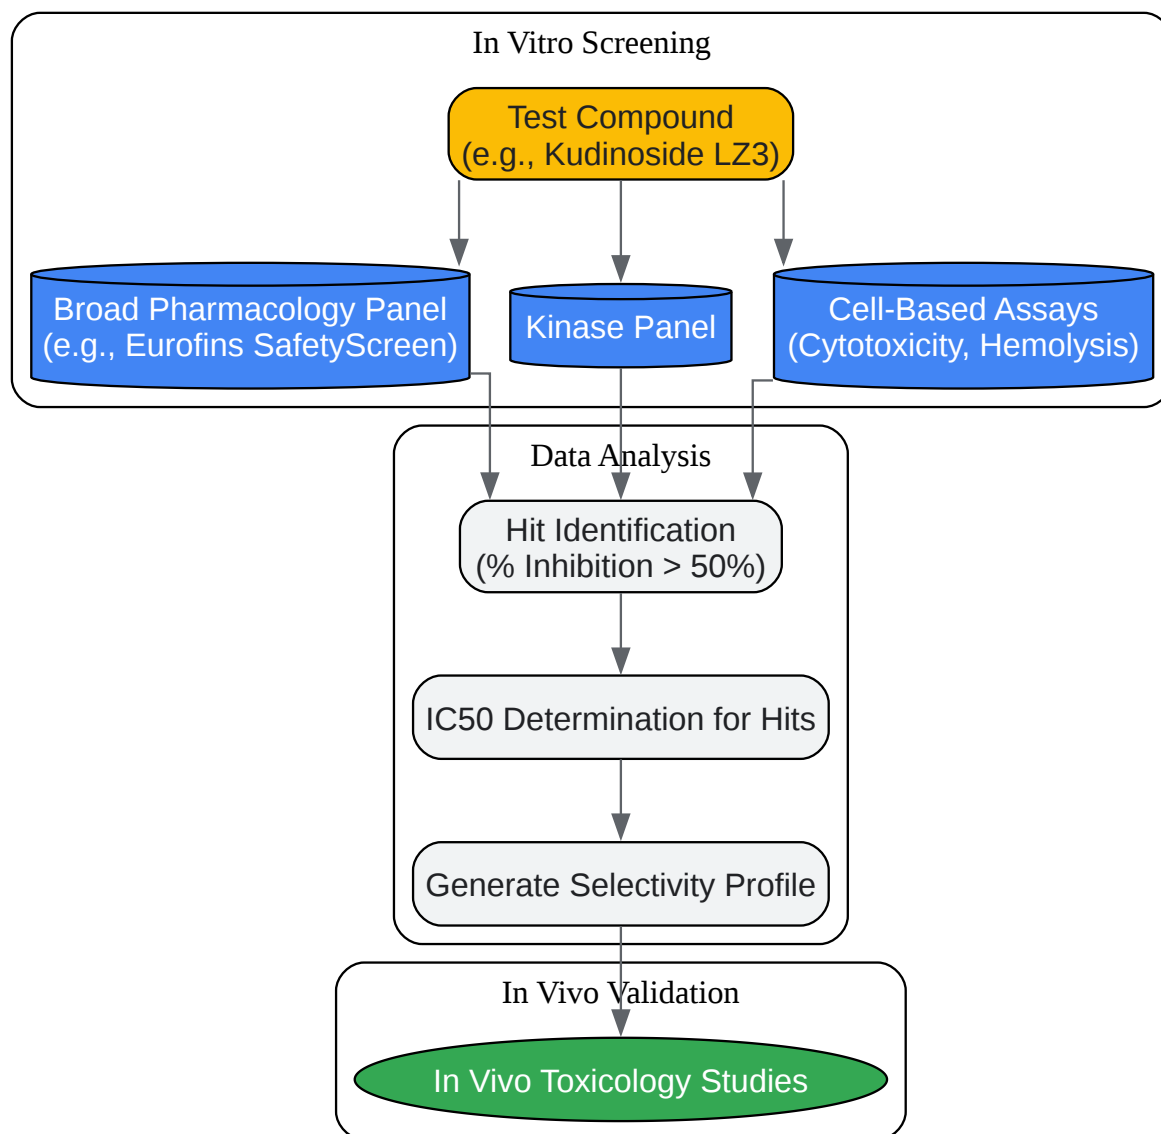 In Vitro Screening
Test Compound
(e.g., Kudinoside LZ3)
Broad Pharmacology Panel
(e.g., Eurofins SafetyScreen)
Kinase Panel
Cell-Based Assays
(Cytotoxicity, Hemolysis)
Data Analysis
Hit Identification
(% Inhibition > 50%)
IC50 Determination for Hits
Generate Selectivity Profile
In Vivo Validation
In Vivo Toxicology Studies